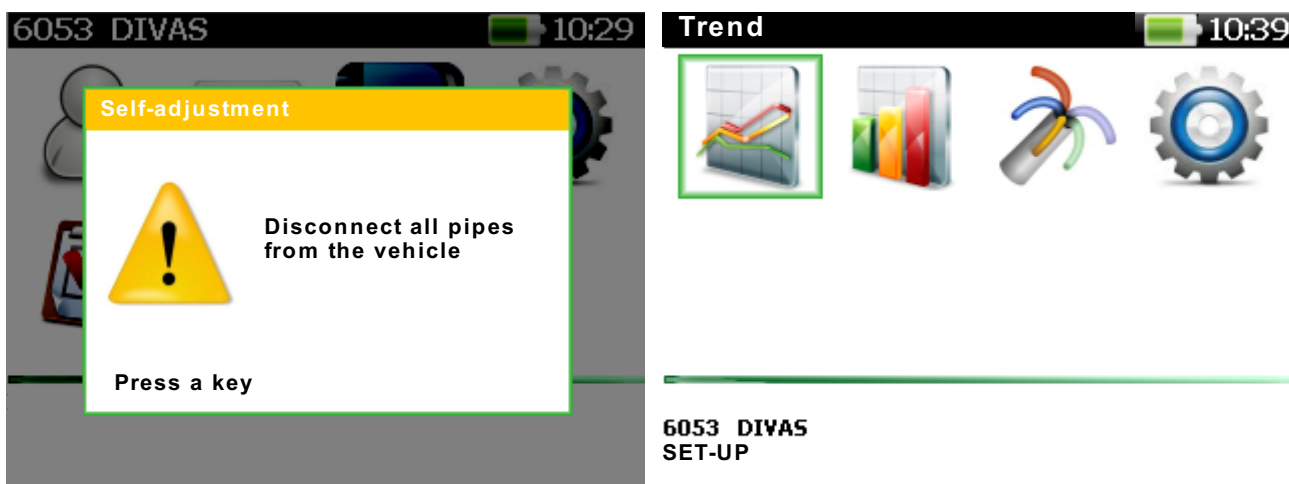 6053 DIVAS 10:29
Self-adjustment
Disconnect all pipes
from the vehicle
Press a key
Trend 10:39
6053 DIVAS
SET-UP